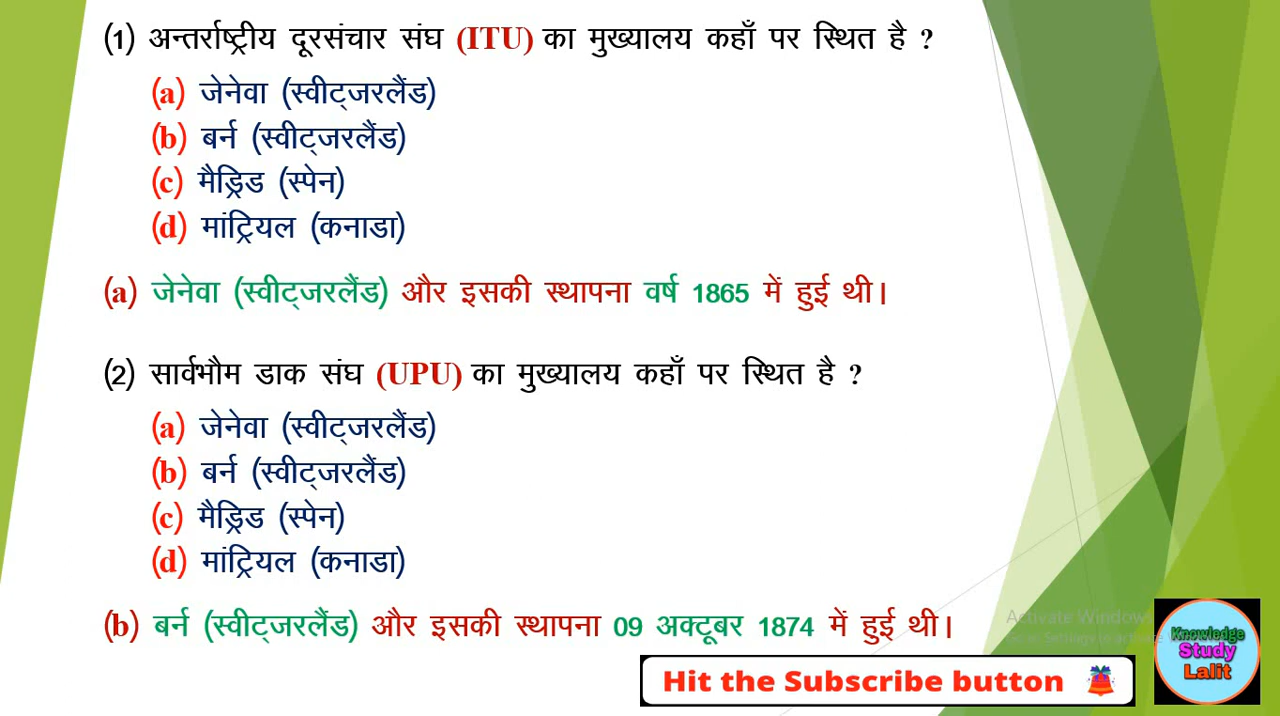 (1) अन्तर्राष्ट्रीय दूरसंचार संघ (ITU) का मुख्यालय कहाँ पर स्थित है ?
(a) जेनेवा (स्वीट्जरलैंड)
(b) बर्न (स्वीट्जरलैंड)
(c) मैड्रिड (स्पेन)
(d) मांट्रियल (कनाडा)
(a) जेनेवा (स्वीट्जरलैंड) और इसकी स्थापना वर्ष 1865 में हुई थी।
(2) सार्वभौम डाक संघ (UPU) का मुख्यालय कहाँ पर स्थित है ?
(a) जेनेवा (स्वीट्जरलैंड)
(b) बर्न (स्वीट्जरलैंड)
(c) मैड्रिड (स्पेन)
(d) मांट्रियल (कनाडा)
(b) बर्न (स्वीट्जरलैंड) और इसकी स्थापना 09 अक्टूबर 1874 में हुई थी।
Activate Windows
Hit the Subscribe button
Knowledge
Study
Lalit